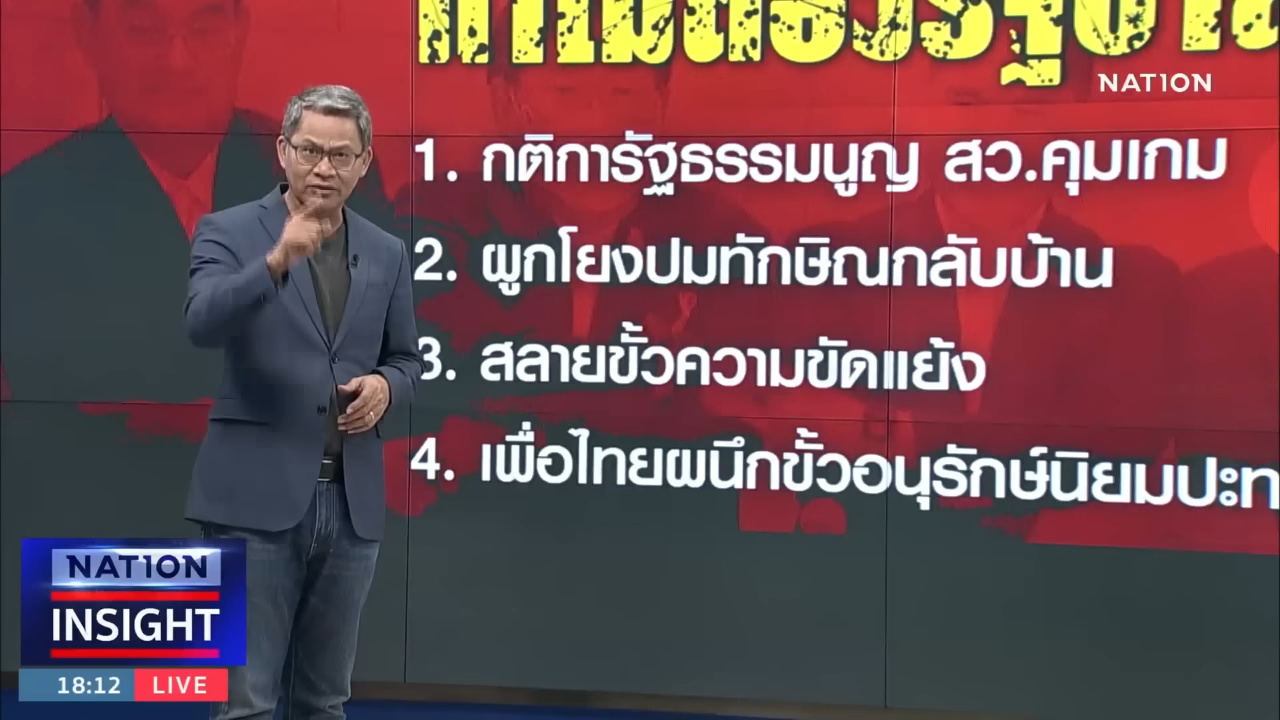 NATION
1. กติการัฐธรรมนูญ สว.คุมเกม
2. ผูกโยงปมทักษิณกลับบ้าน
3. สลายขั้วความขัดแย้ง
4. เพื่อไทยผนึกขั้วอนุรักษ์นิยมปะท
NATION
INSIGHT
18:12 LIVE